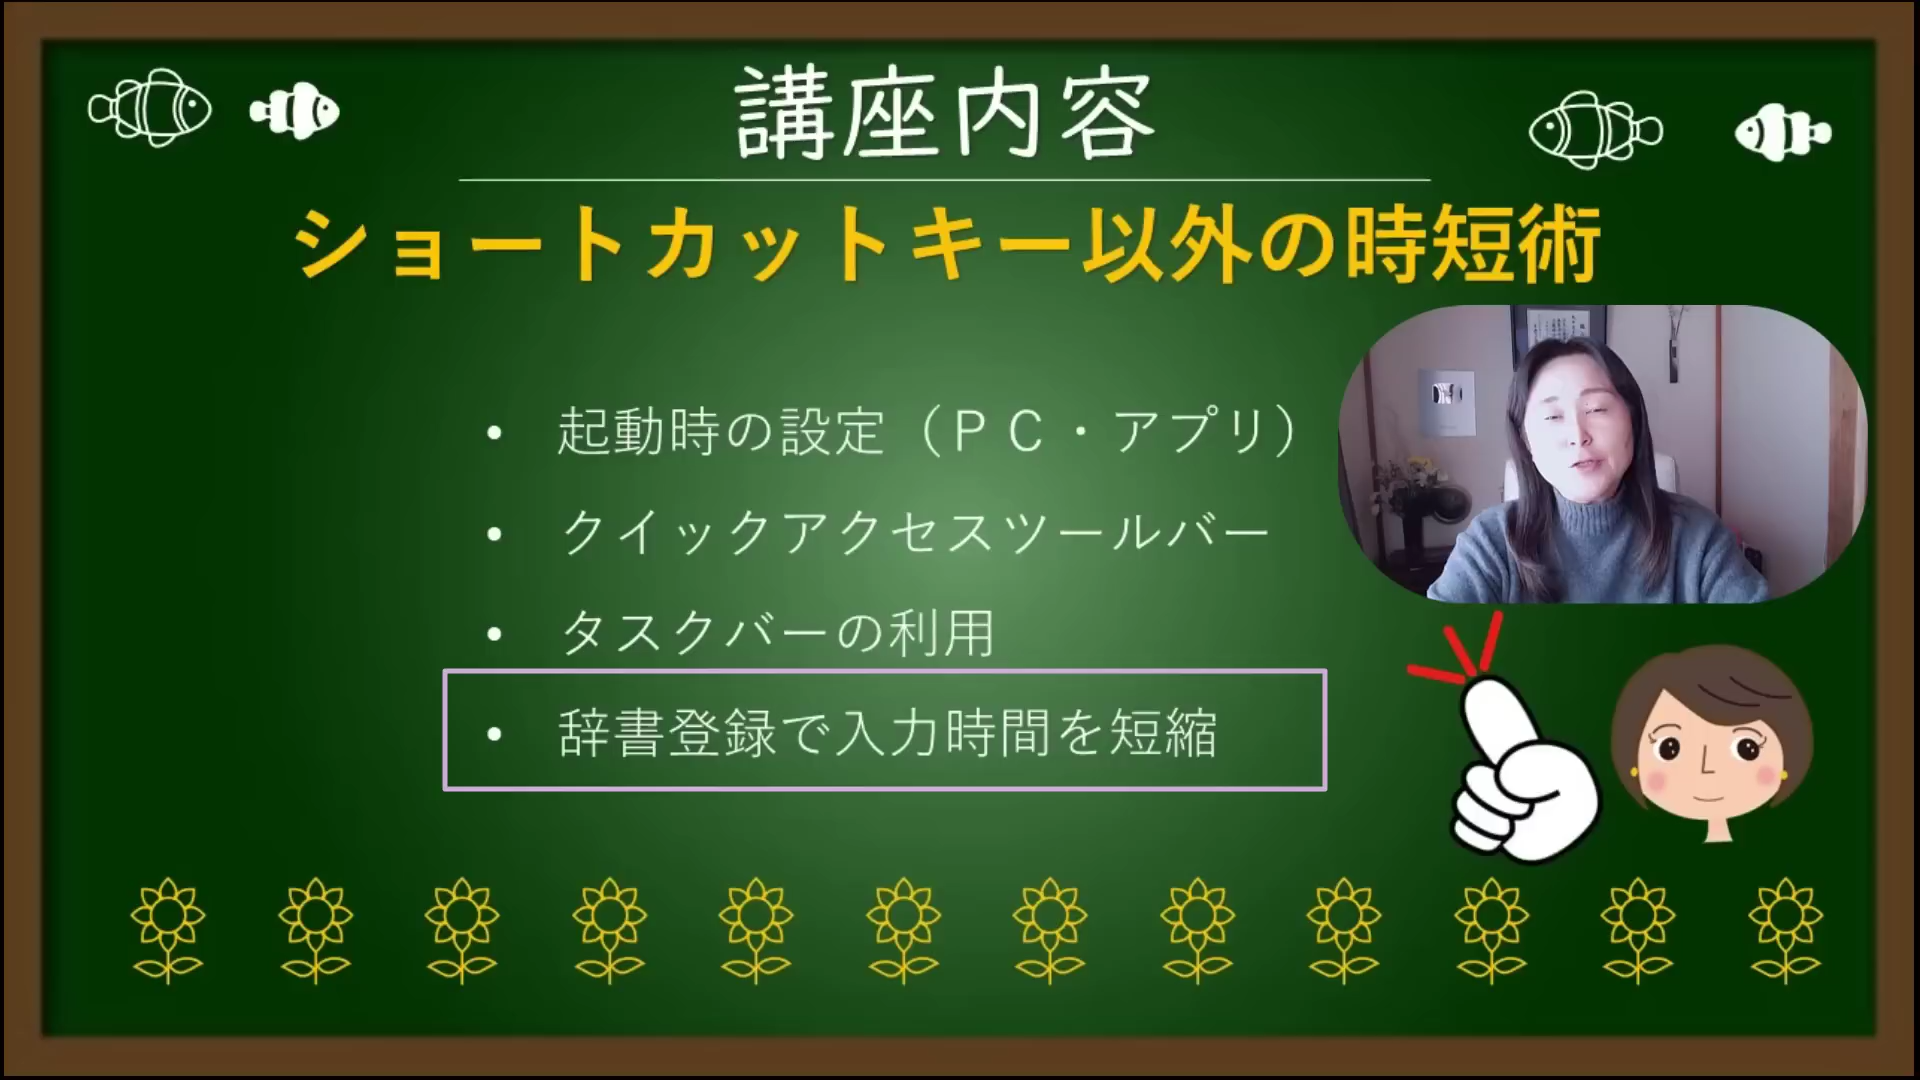 講座内容
ショートカットキー以外の時短術
• 起動時の設定（ＰＣ・アプリ）
• クイックアクセスツールバー
• タスクバーの利用
• 辞書登録で入力時間を短縮